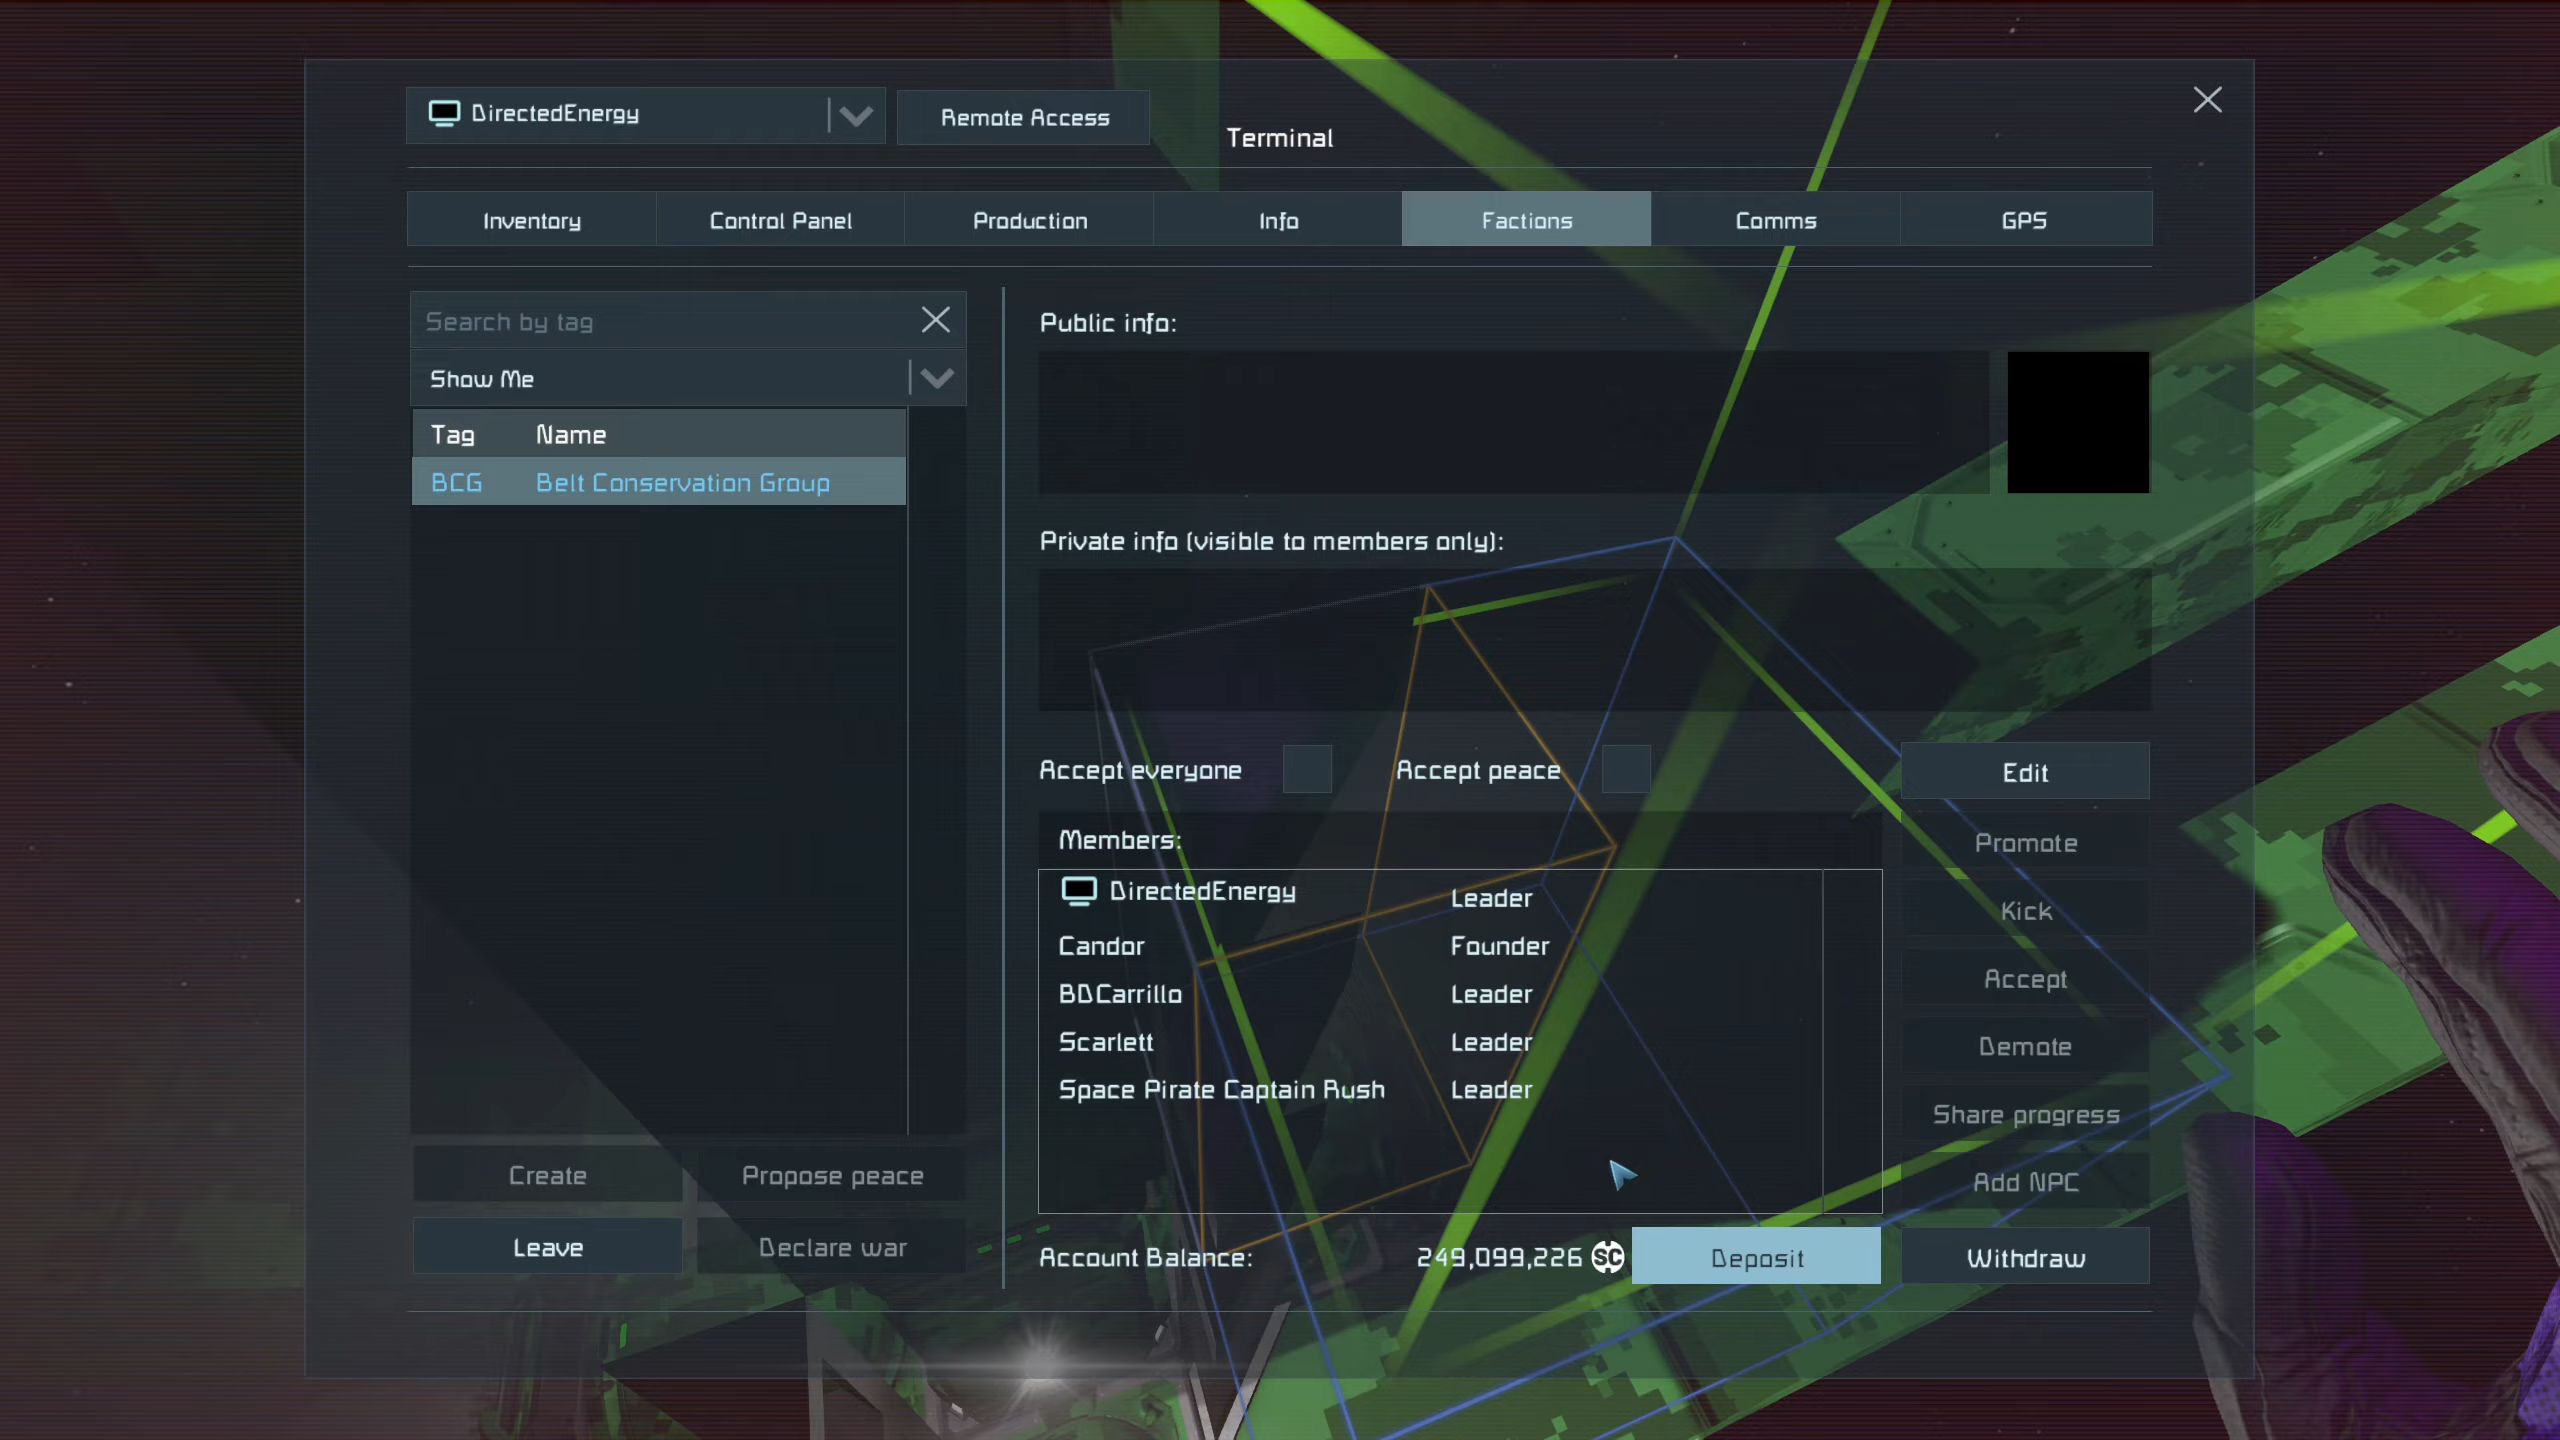 DirectedEnergy
Remote Access
Terminal
Inventory
Control Panel
Production
Info
Factions
Comms
GPS
Search by tag
Show Me
Tag Name
BCG Belt Conservation Group
Create
Propose peace
Leave
Declare war
Public info:
Private info (visible to members only):
Accept everyone
Accept peace
Edit
Members:
DirectedEnergy Leader
Candor Founder
BDCarrillo Leader
Scarlett Leader
Space Pirate Captain Rush Leader
Promote
Kick
Accept
Demote
Share progress
Add NPC
Account Balance: 249,099,226 SC
Deposit
Withdraw